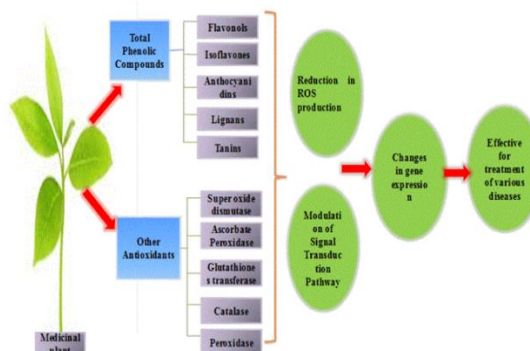 Total
Phenolic
Compounds
Flavonols
Isoflavones
Anthocyani
dins
Lignans
Tanins
Other
Antioxidants
Superoxide
dismutase
Ascorbate
Peroxidase
Glutathione
s transferase
Catalase
Peroxidase
Reduction in
ROS
production
Modulati
on of
Signal
Transduc
tion
Pathway
Changes
in gene
expressio
n
Effective
for
treatment
of various
diseases
Medicinal
plant